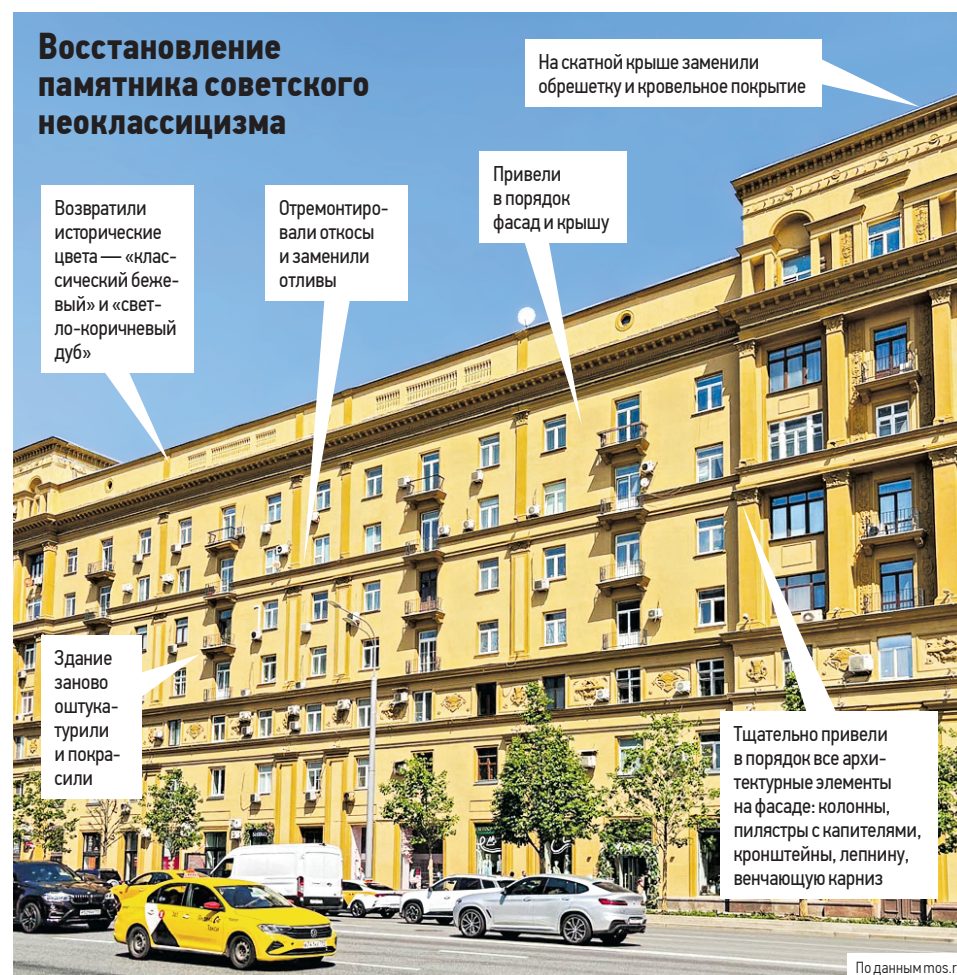 Восстановление
памятника советского
неоклассицизма
На скатной крыше заменили
обрешетку и кровельное покрытие
Привели
в порядок
фасад и крышу
Возвратили
исторические
цвета — «клас-
сический беже-
вый» и «свет-
ло-коричневый
дуб»
Отремонтиро-
вали откосы
и заменили
отливы
Здание
заново
оштука-
турили
и покра-
сили
Тщательно привели
в порядок все архи-
тектурные элементы
на фасаде: колонны,
пилястры с капителями,
кронштейны, лепнину,
венчающую карниз
По данным mos.r